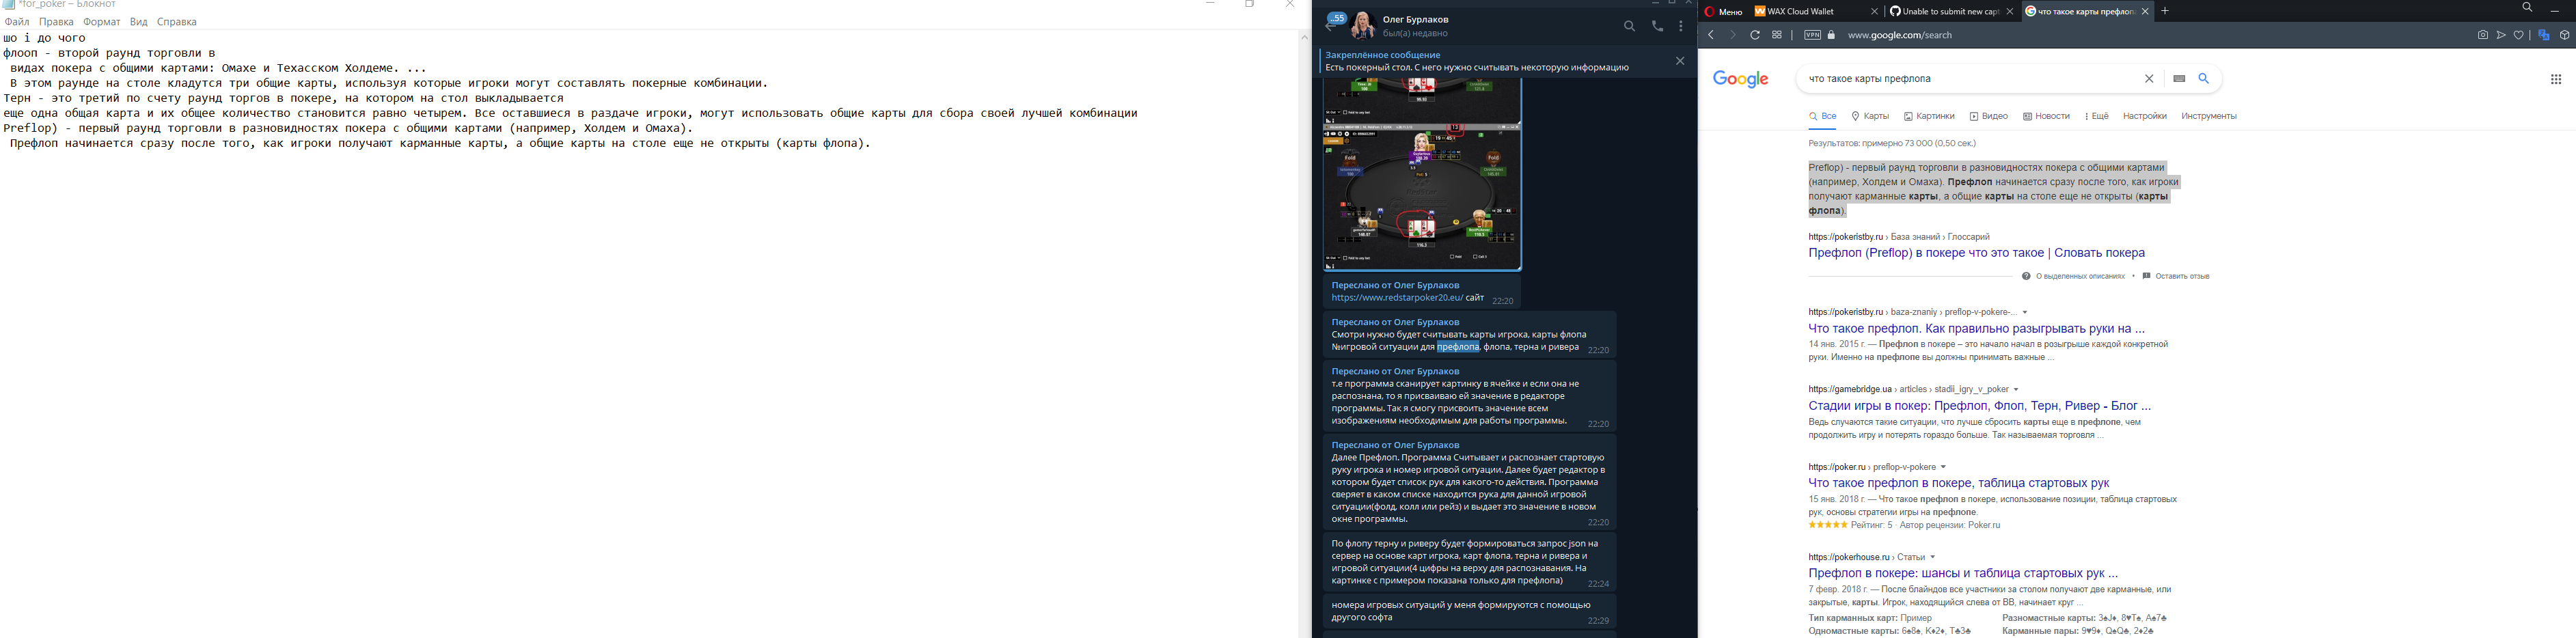 *for_poker – Блокнот
Файл Правка Формат Вид Справка
шо і до чого
флооп - второй раунд торговли в
видах покера с общими картами: Омахе и Техасском Холдеме. ...
В этом раунде на столе кладутся три общие карты, используя которые игроки могут составлять покерные комбинации.
Терн - это третий по счету раунд торгов в покере, на котором на стол выкладывается
еще одна общая карта и их общее количество становится равно четырем. Все оставшиеся в раздаче игроки, могут использовать общие карты для сбора своей лучшей комбинации
Preflop) - первый раунд торговли в разновидностях покера с общими картами (например, Холдем и Омаха).
Префлоп начинается сразу после того, как игроки получают карманные карты, а общие карты на столе еще не открыты (карты флопа).
..55
Олег Бурлаков
был(а) недавно
Закреплённое сообщение
Есть покерный стол. С него нужно считывать некоторую информацию
Fold
Fold
Переслано от Олег Бурлаков
https://www.redstarpoker20.eu/ сайт 22:20
Переслано от Олег Бурлаков
Смотри нужно будет считывать карты игрока, карты флопа
№игровой ситуации для префлопа, флопа, терна и ривера 22:20
Переслано от Олег Бурлаков
т.е программа сканирует картинку в ячейке и если она не
распознана, то я присваиваю ей значение в редакторе
программы. Так я смогу присвоить значение всем
изображениям необходимым для работы программы. 22:20
Переслано от Олег Бурлаков
Далее Префлоп. Программа Считывает и распознает стартовую
руку игрока и номер игровой ситуации. Далее будет редактор в
котором будет список рук для какого-то действия. Программа
сверяет в каком списке находится рука для данной игровой
ситуации(фолд, колл или рейз) и выдает это значение в новом
окне программы. 22:20
По флопу терну и риверу будет формироваться запрос json на
сервер на основе карт игрока, карт флопа, терна и ривера и
игровой ситуации(4 цифры на верху для распознавания. На
картинке с примером показана только для префлопа) 22:24
номера игровых ситуаций у меня формируются с помощью
другого софта 22:29
Меню WAX Cloud Wallet Unable to submit new capt что такое карты префлопа
VPN www.google.com/search
Google что такое карты префлопа
Все Карты Картинки Видео Новости Ещё Настройки Инструменты
Результатов: примерно 73 000 (0,50 сек.)
Preflop) - первый раунд торговли в разновидностях покера с общими картами
(например, Холдем и Омаха). Префлоп начинается сразу после того, как игроки
получают карманные карты, а общие карты на столе еще не открыты (карты
флопа).
https://pokeristby.ru › База знаний › Глоссарий
Префлоп (Preflop) в покере что это такое | Словать покера
О выделенных описаниях • Оставить отзыв
https://pokeristby.ru › baza-znaniy › preflop-v-pokere-...
Что такое префлоп. Как правильно разыгрывать руки на ...
14 янв. 2015 г. — Префлоп в покере – это начало начал в розыгрыше каждой конкретной
руки. Именно на префлопе вы должны принимать важные ...
https://gamebridge.ua › articles › stadii_igry_v_poker
Стадии игры в покер: Префлоп, Флоп, Терн, Ривер - Блог ...
Ведь случаются такие ситуации, что лучше сбросить карты еще в префлопе, чем
продолжить игру и потерять гораздо больше. Так называемая торговля ...
https://poker.ru › preflop-v-pokere
Что такое префлоп в покере, таблица стартовых рук
15 янв. 2018 г. — Что такое префлоп в покере, использование позиции, таблица стартовых
рук, основы стратегии игры на префлопе.
★★★★★ Рейтинг: 5 · Автор рецензии: Poker.ru
https://pokerhouse.ru › Статьи
Префлоп в покере: шансы и таблица стартовых рук ...
7 февр. 2018 г. — После блайндов все участники за столом получают две карманные, или
закрытые, карты. Игрок, находящийся слева от BB, начинает круг ...
Тип карманных карт: Пример Разномастные карты: 3♠J♦, 8♥T♠, A♠7♣
Одномастные карты: 6♠8♠, K♦2♦, T♣3♣ Карманные пары: 9♥9♦, Q♠Q♣, 2♦2♣